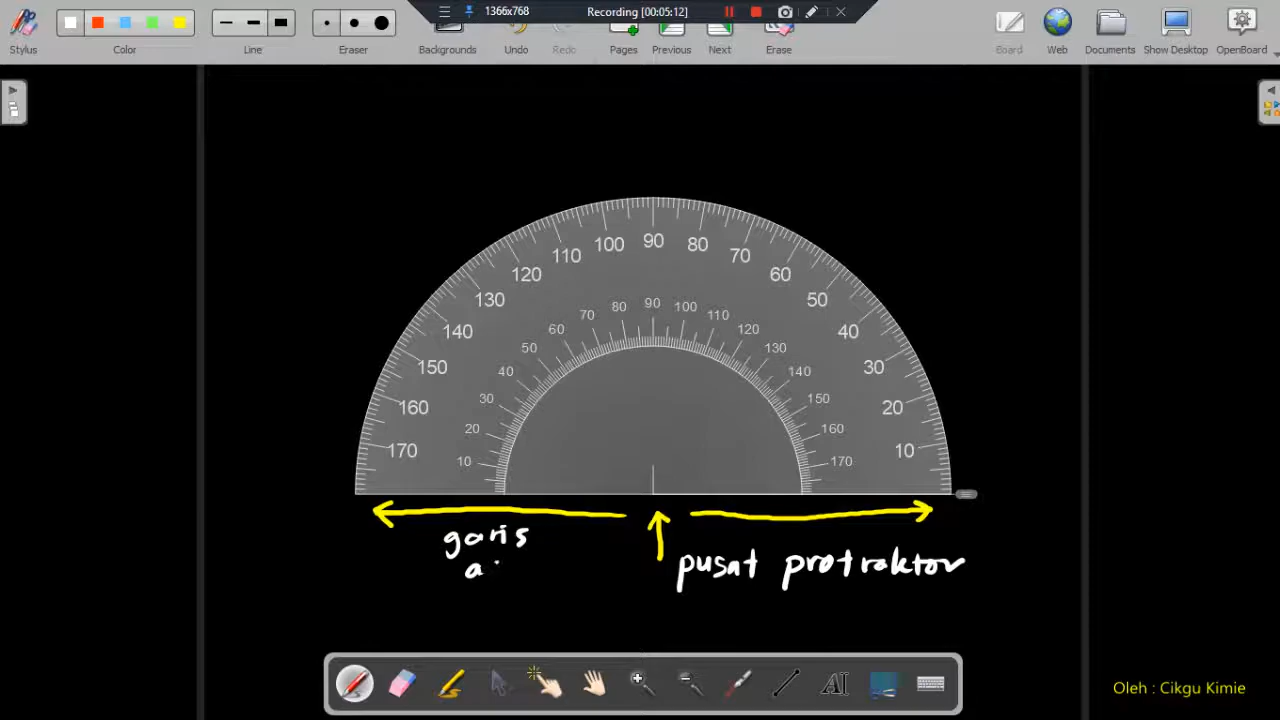 1366x768
Recording [00:05:12]
Stylus
Color
Line
Eraser
Backgrounds
Undo
Redo
Pages
Previous
Next
Erase
Board
Web
Documents
Show Desktop
OpenBoard
170 160 150 140 130 120 110 100 90 80 70 60 50 40 30 20 10
10 20 30 40 50 60 70 80 90 100 110 120 130 140 150 160 170
garis
a
pusat protraktor
AI
Oleh : Cikgu Kimie